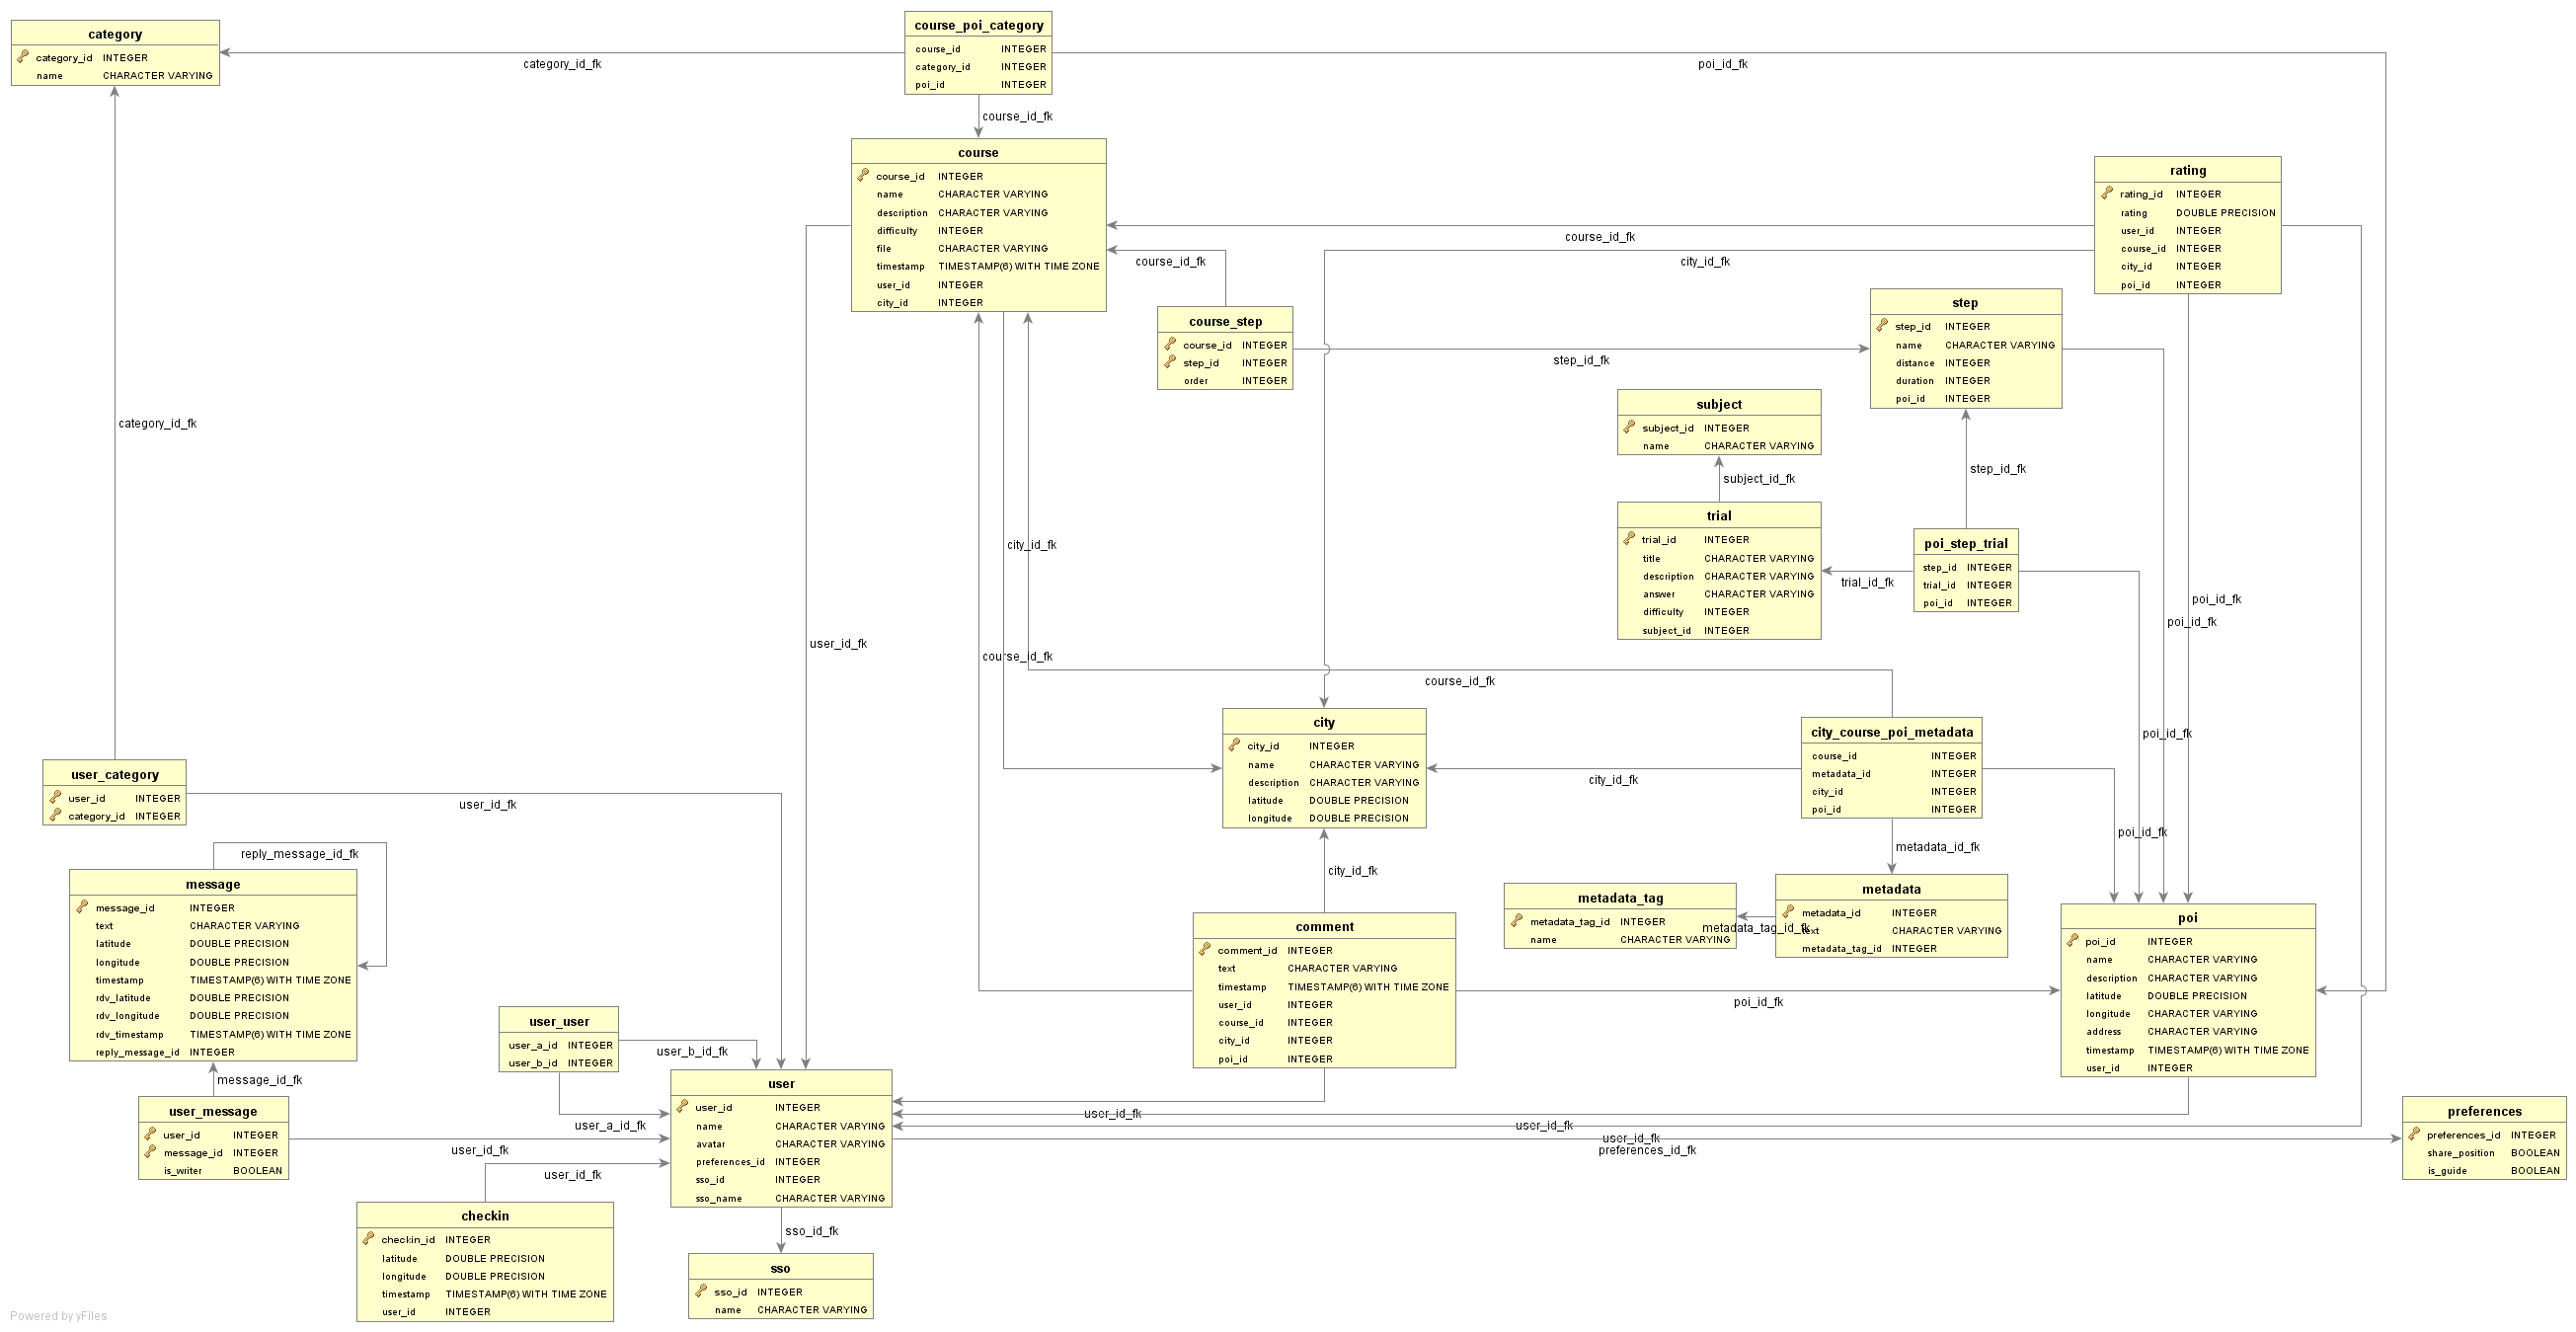 category
category_id INTEGER
name CHARACTER VARYING
course_poi_category
course_id INTEGER
category_id INTEGER
poi_id INTEGER
category_id_fk
poi_id_fk
course_id_fk
course
course_id INTEGER
name CHARACTER VARYING
description CHARACTER VARYING
difficulty INTEGER
file CHARACTER VARYING
timestamp TIMESTAMP(6) WITH TIME ZONE
user_id INTEGER
city_id INTEGER
rating
rating_id INTEGER
rating DOUBLE PRECISION
user_id INTEGER
course_id INTEGER
city_id INTEGER
poi_id INTEGER
course_id_fk
course_id_fk
city_id_fk
course_step
course_id INTEGER
step_id INTEGER
order INTEGER
step_id_fk
step
step_id INTEGER
name CHARACTER VARYING
distance INTEGER
duration INTEGER
poi_id INTEGER
subject
subject_id INTEGER
name CHARACTER VARYING
category_id_fk
step_id_fk
subject_id_fk
trial
trial_id INTEGER
title CHARACTER VARYING
description CHARACTER VARYING
answer CHARACTER VARYING
difficulty INTEGER
subject_id INTEGER
poi_step_trial
step_id INTEGER
trial_id INTEGER
poi_id INTEGER
trial_id_fk
city_id_fk
poi_id_fk
poi_id_fk
user_id_fk
course_id_fk
course_id_fk
poi_id_fk
city
city_id INTEGER
name CHARACTER VARYING
description CHARACTER VARYING
latitude DOUBLE PRECISION
longitude DOUBLE PRECISION
city_course_poi_metadata
course_id INTEGER
metadata_id INTEGER
city_id INTEGER
poi_id INTEGER
city_id_fk
user_category
user_id INTEGER
category_id INTEGER
user_id_fk
poi_id_fk
metadata_id_fk
reply_message_id_fk
message
message_id INTEGER
text CHARACTER VARYING
latitude DOUBLE PRECISION
longitude DOUBLE PRECISION
timestamp TIMESTAMP(6) WITH TIME ZONE
rdv_latitude DOUBLE PRECISION
rdv_longitude DOUBLE PRECISION
rdv_timestamp TIMESTAMP(6) WITH TIME ZONE
reply_message_id INTEGER
city_id_fk
metadata_tag
metadata_tag_id INTEGER
name CHARACTER VARYING
metadata_tag_id_fk
metadata
metadata_id INTEGER
text CHARACTER VARYING
metadata_tag_id INTEGER
comment
comment_id INTEGER
text CHARACTER VARYING
timestamp TIMESTAMP(6) WITH TIME ZONE
user_id INTEGER
course_id INTEGER
city_id INTEGER
poi_id INTEGER
poi_id_fk
poi
poi_id INTEGER
name CHARACTER VARYING
description CHARACTER VARYING
latitude DOUBLE PRECISION
longitude CHARACTER VARYING
address CHARACTER VARYING
timestamp TIMESTAMP(6) WITH TIME ZONE
user_id INTEGER
user_user
user_a_id INTEGER
user_b_id INTEGER
user_b_id_fk
user_a_id_fk
message_id_fk
user_message
user_id INTEGER
message_id INTEGER
is_writer BOOLEAN
user_id_fk
user
user_id INTEGER
name CHARACTER VARYING
avatar CHARACTER VARYING
preferences_id INTEGER
sso_id INTEGER
sso_name CHARACTER VARYING
user_id_fk
user_id_fk
user_id_fk
preferences_id_fk
preferences
preferences_id INTEGER
share_position BOOLEAN
is_guide BOOLEAN
user_id_fk
checkin
checkin_id INTEGER
latitude DOUBLE PRECISION
longitude DOUBLE PRECISION
timestamp TIMESTAMP(6) WITH TIME ZONE
user_id INTEGER
sso_id_fk
sso
sso_id INTEGER
name CHARACTER VARYING
Powered by yFiles